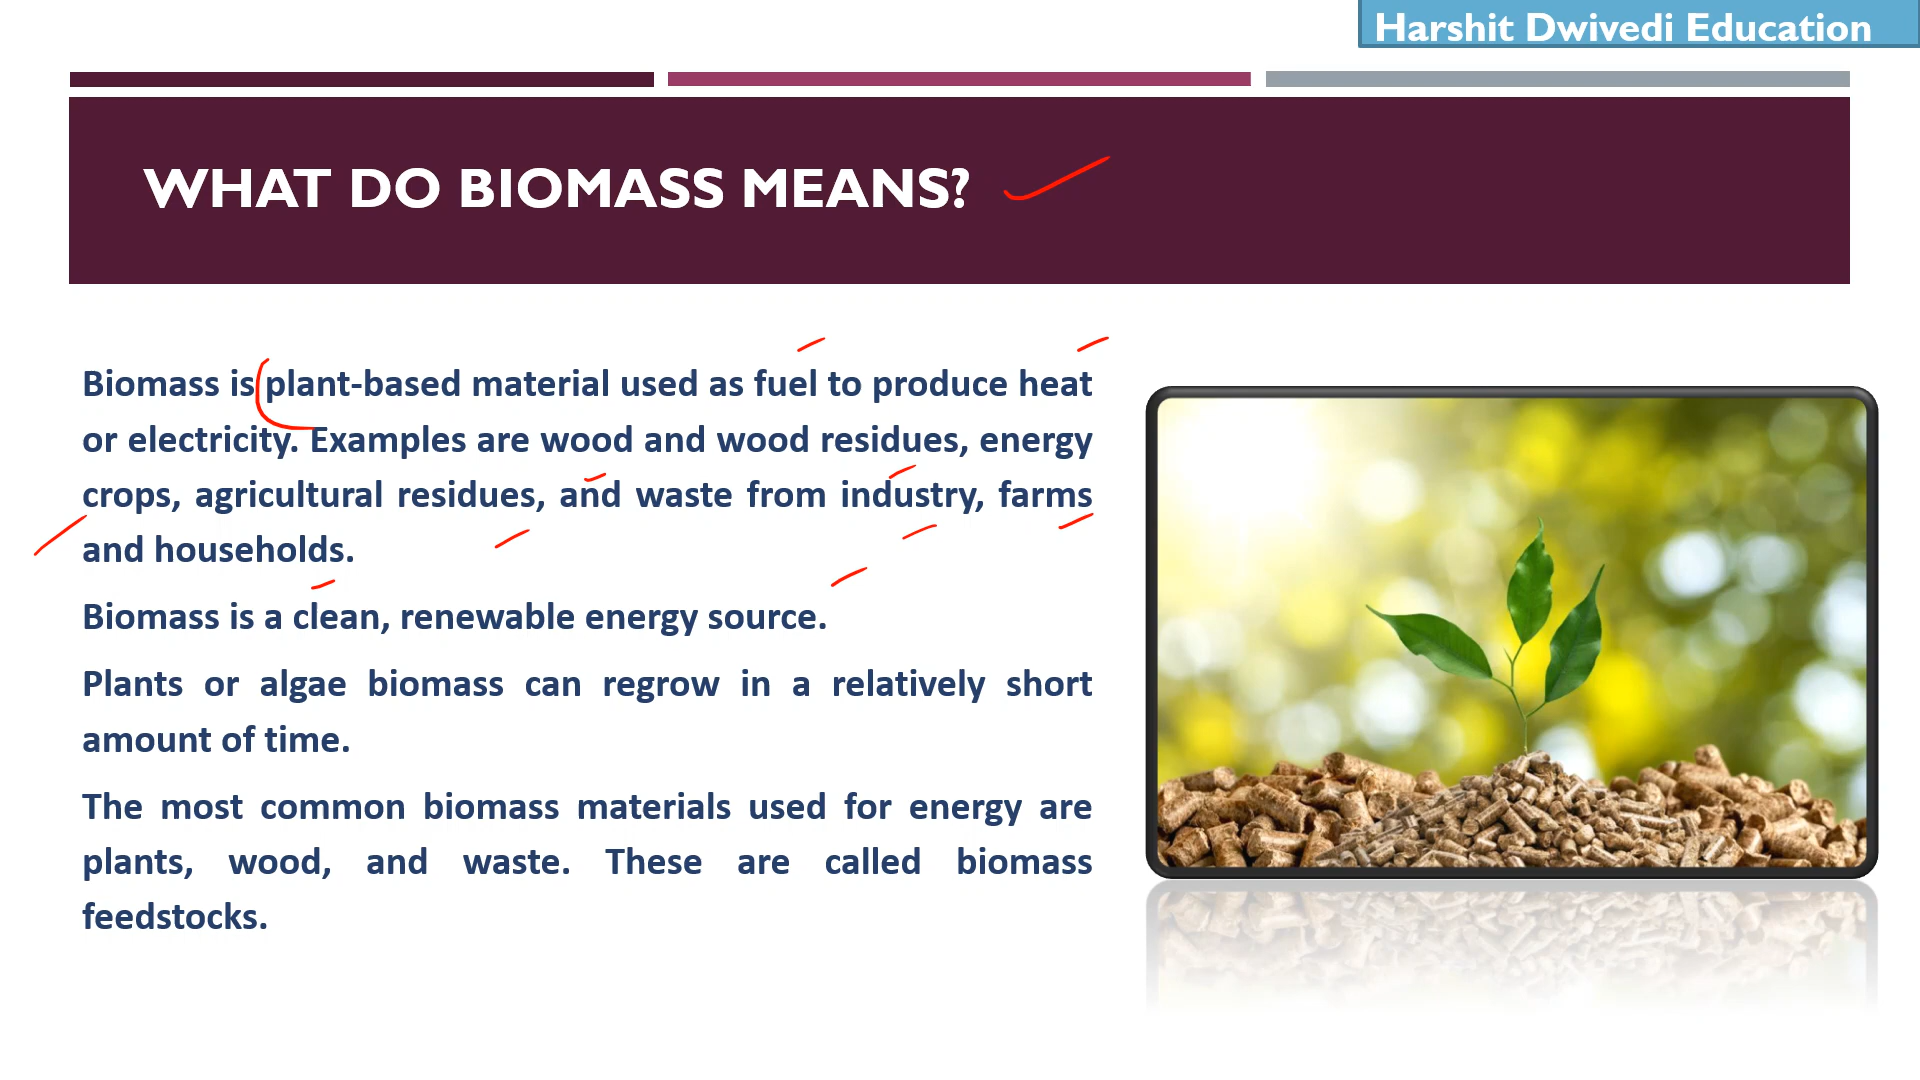 Harshit Dwivedi Education
WHAT DO BIOMASS MEANS?
Biomass is plant-based material used as fuel to produce heat
or electricity. Examples are wood and wood residues, energy
crops, agricultural residues, and waste from industry, farms
and households.
Biomass is a clean, renewable energy source.
Plants or algae biomass can regrow in a relatively short
amount of time.
The most common biomass materials used for energy are
plants, wood, and waste. These are called biomass
feedstocks.